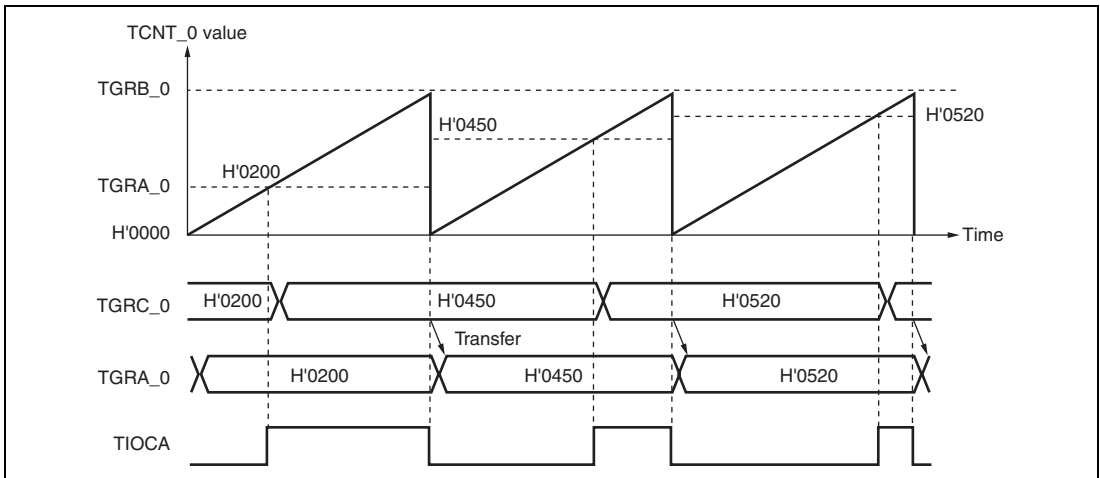 TCNT_0 value
TGRB_0
H'0450
H'0520
H'0200
TGRA_0
H'0000
Time
TGRC_0
H'0200
H'0450
H'0520
Transfer
TGRA_0
H'0200
H'0450
H'0520
TIOCA